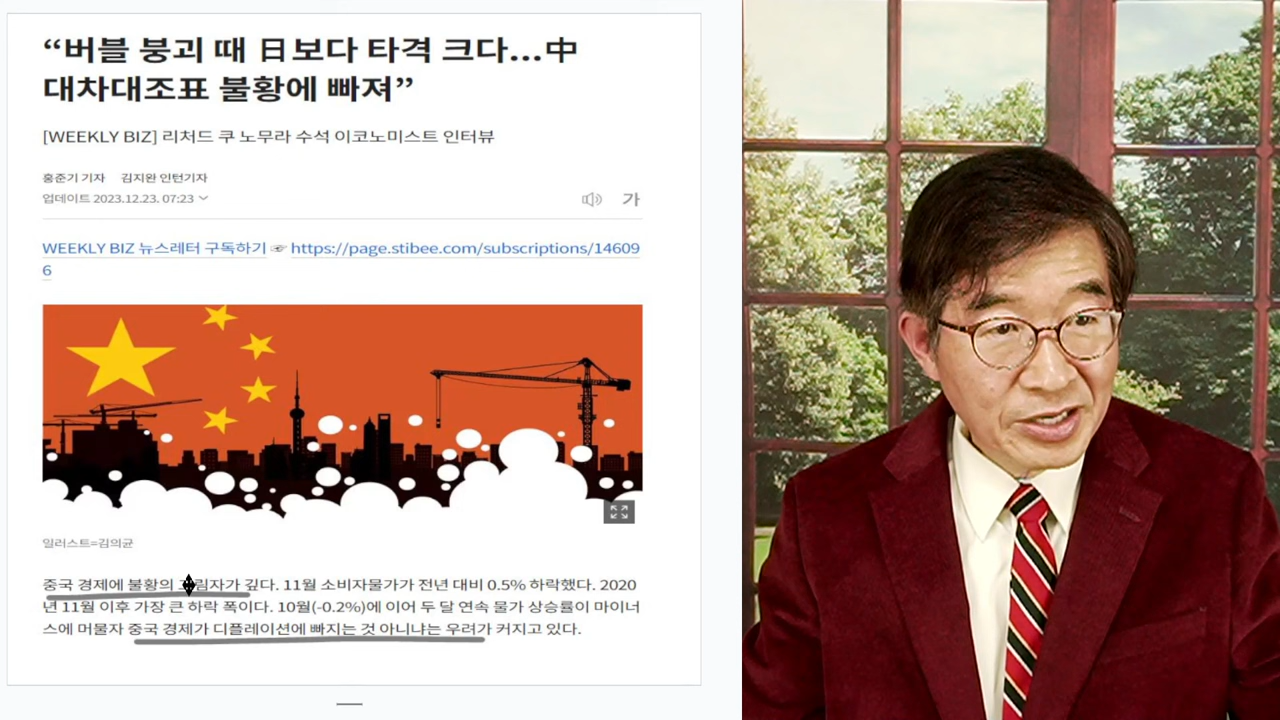 “버블 붕괴 때 日보다 타격 크다...中
대차대조표 불황에 빠져”
[WEEKLY BIZ] 리처드 쿠 노무라 수석 이코노미스트 인터뷰
홍준기 기자 김지완 인턴기자
업데이트 2023.12.23. 07:23
가
WEEKLY BIZ 뉴스레터 구독하기 ☞ https://page.stibee.com/subscriptions/14609
6
일러스트=김의균
중국 경제에 불황의 그림자가 깊다. 11월 소비자물가가 전년 대비 0.5% 하락했다. 2020
년 11월 이후 가장 큰 하락 폭이다. 10월(-0.2%)에 이어 두 달 연속 물가 상승률이 마이너
스에 머물자 중국 경제가 디플레이션에 빠지는 것 아니냐는 우려가 커지고 있다.